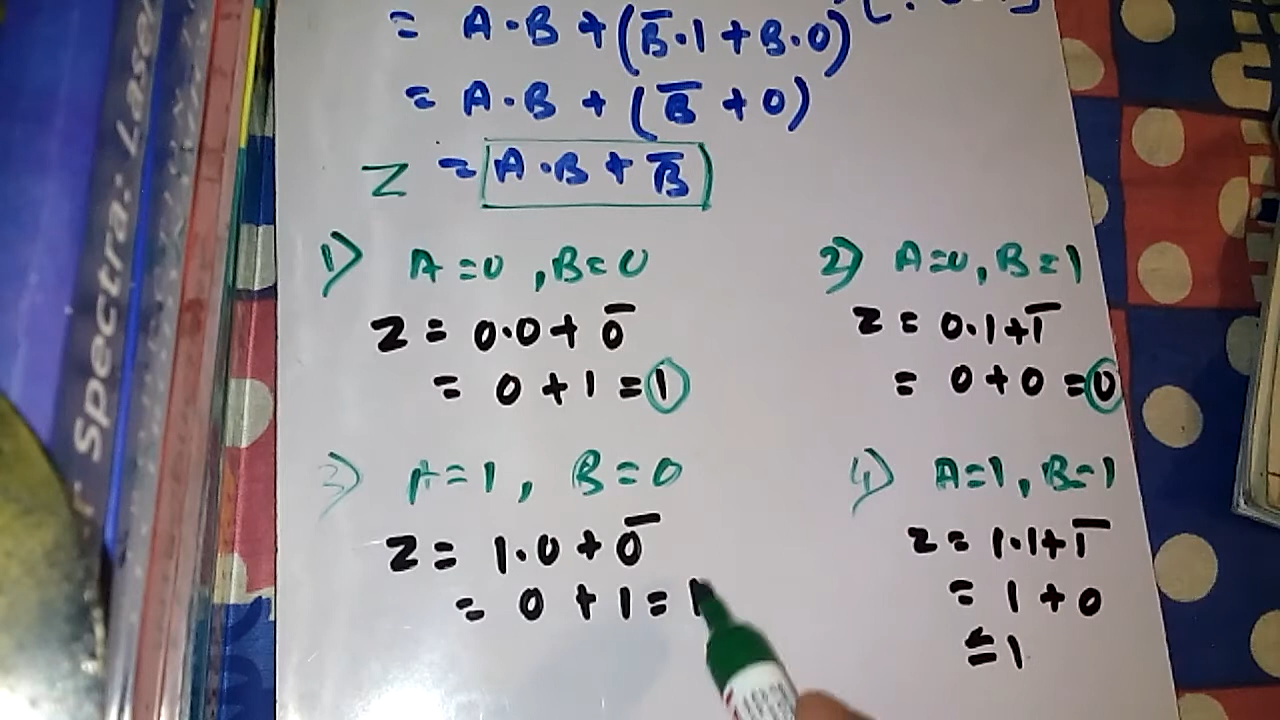 = A·B + (B̅·1 + B·0)
= A·B + (B̅ + 0)
Z = A·B + B̅
1) A=0, B=0
Z = 0·0 + 0̅
= 0 + 1 = 1
2) A=0, B=1
Z = 0·1 + 1̅
= 0 + 0 = 0
3) A=1, B=0
Z = 1·0 + 0̅
= 0 + 1 = 1
4) A=1, B=1
Z = 1·1 + 1̅
= 1 + 0
= 1
Spectra: Laser